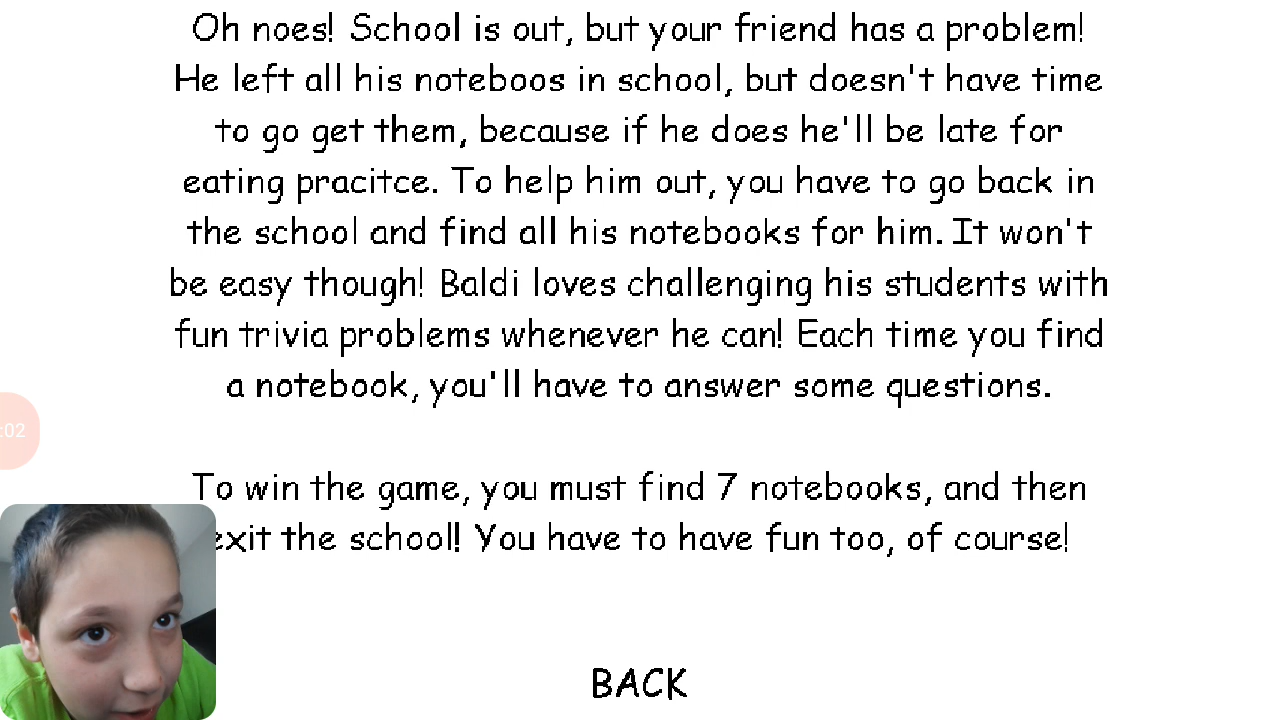 Oh noes! School is out, but your friend has a problem!
He left all his noteboos in school, but doesn't have time
to go get them, because if he does he'll be late for
eating pracitce. To help him out, you have to go back in
the school and find all his notebooks for him. It won't
be easy though! Baldi loves challenging his students with
fun trivia problems whenever he can! Each time you find
a notebook, you'll have to answer some questions.
:02
To win the game, you must find 7 notebooks, and then
exit the school! You have to have fun too, of course!
BACK